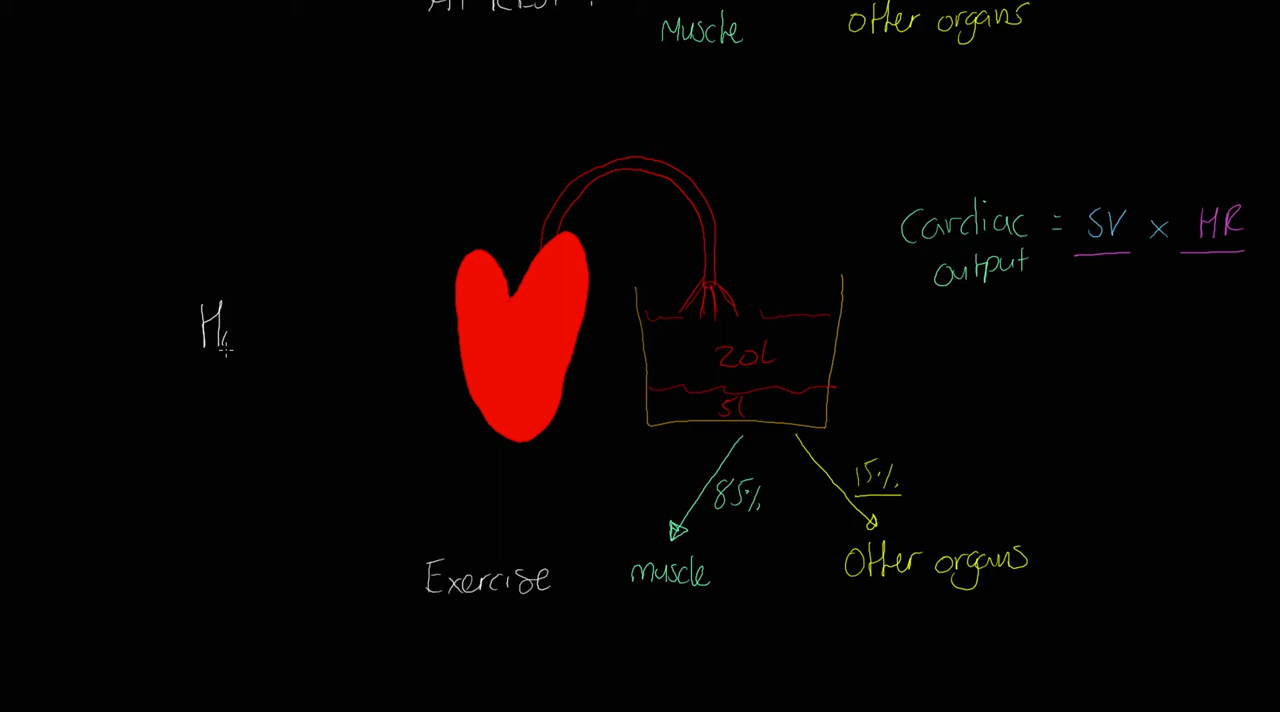 Muscle
Other organs
Cardiac = SV x HR
output
H
20L
5L
85%
15%
Exercise
muscle
Other organs